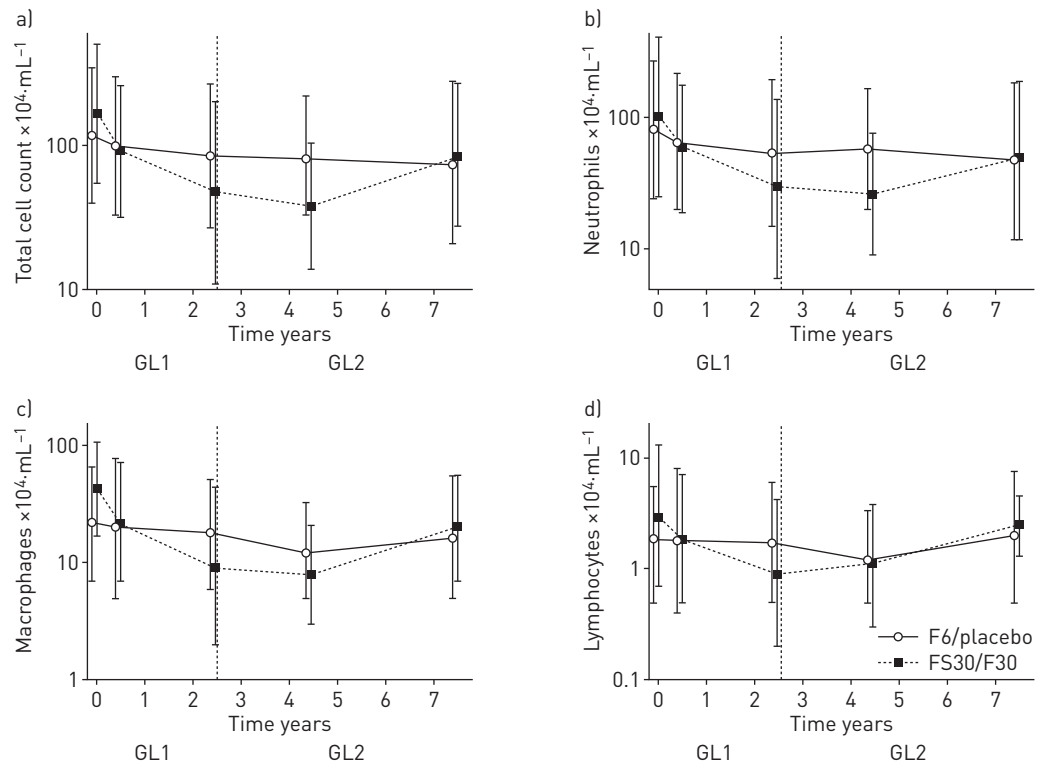 a)
Total cell count ×10⁴·mL⁻¹
100
10
0 1 2 3 4 5 6 7
Time years
GL1 GL2
b)
Neutrophils ×10⁴·mL⁻¹
100
10
0 1 2 3 4 5 6 7
Time years
GL1 GL2
c)
Macrophages ×10⁴·mL⁻¹
100
10
1
0 1 2 3 4 5 6 7
Time years
GL1 GL2
d)
Lymphocytes ×10⁴·mL⁻¹
10
1
0.1
F6/placebo
FS30/F30
0 1 2 3 4 5 6 7
Time years
GL1 GL2